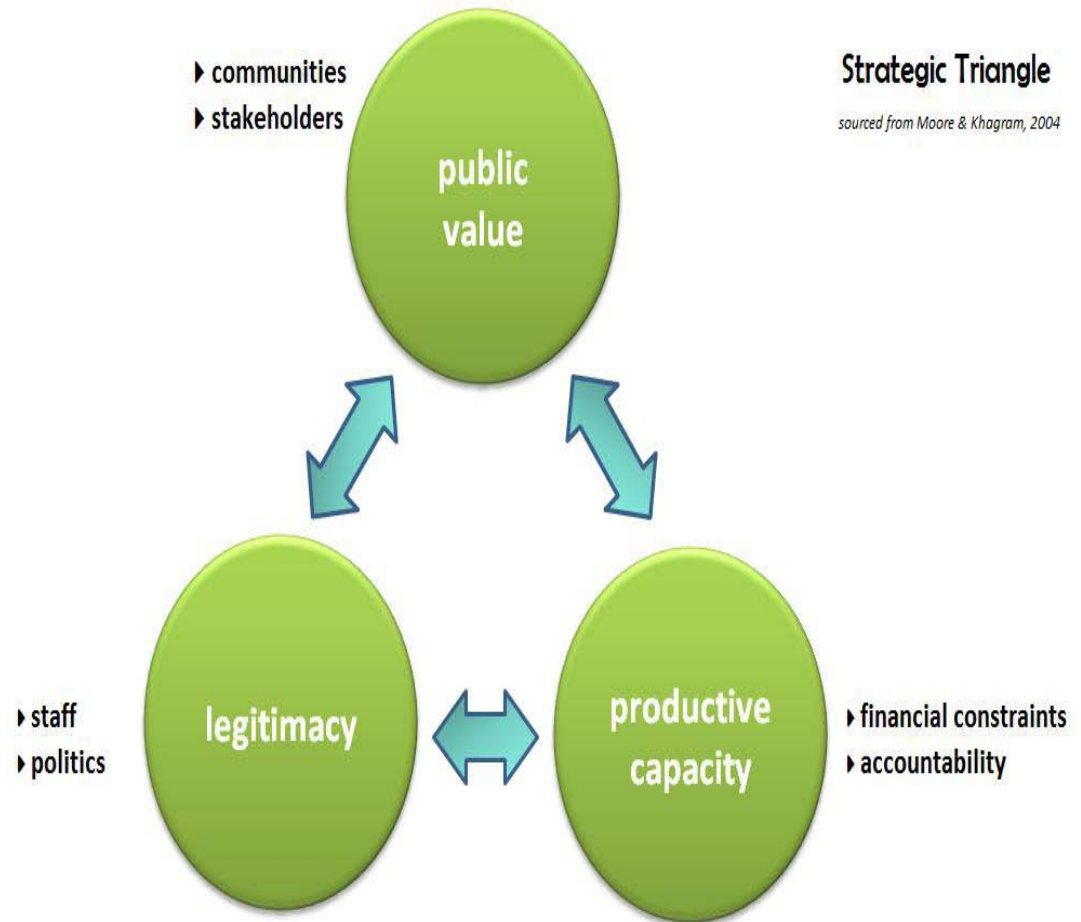 Strategic Triangle
sourced from Moore & Khagram, 2004
communities
stakeholders
public
value
staff
politics
legitimacy
productive
capacity
financial constraints
accountability